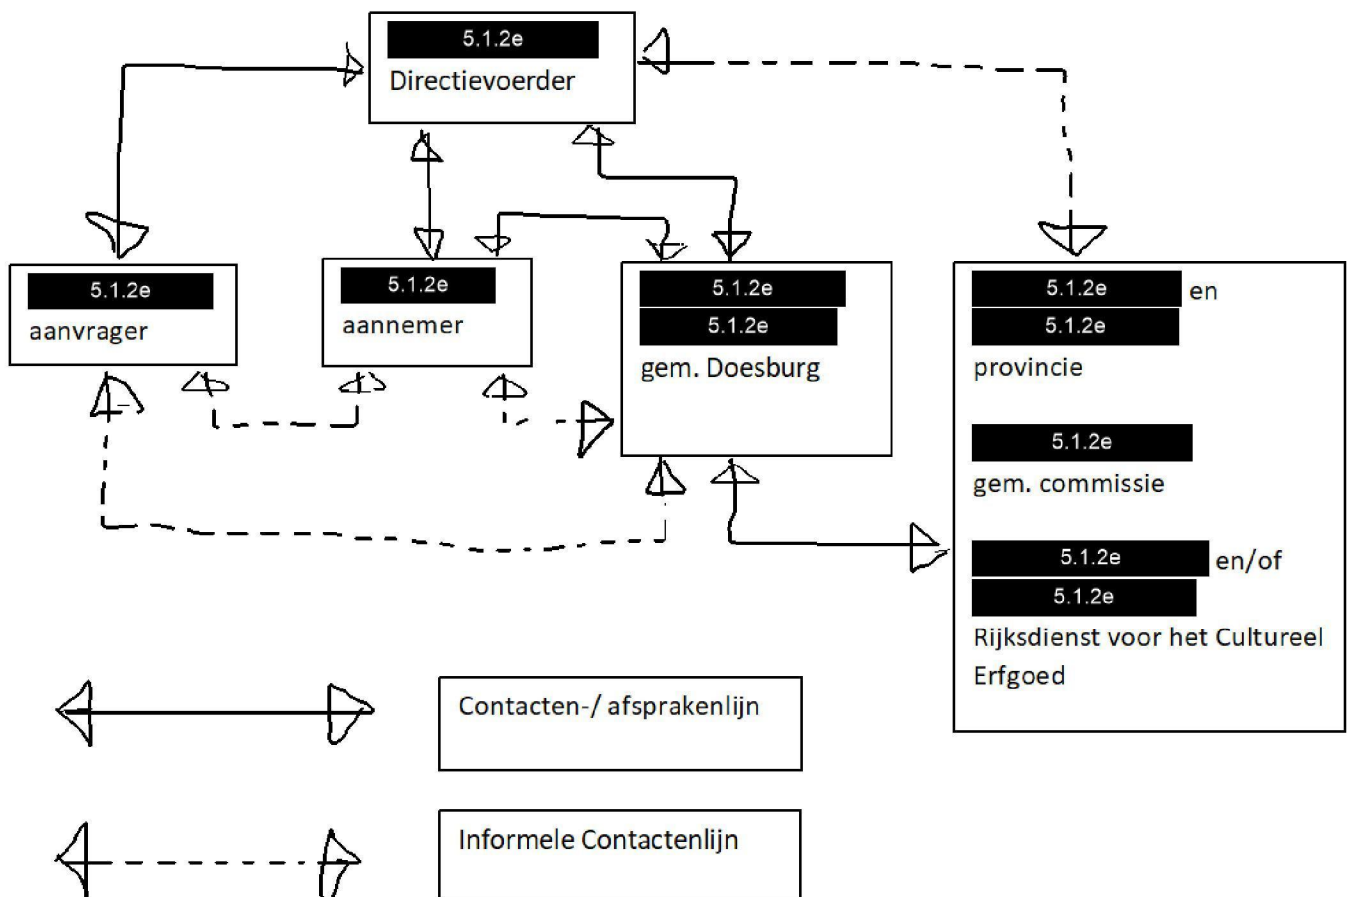 5.1.2e
Directievoerder
5.1.2e
aanvrager
5.1.2e
aannemer
5.1.2e
5.1.2e
gem. Doesburg
5.1.2e en
5.1.2e
provincie
5.1.2e
gem. commissie
5.1.2e en/of
5.1.2e
Rijksdienst voor het Cultureel
Erfgoed
Contacten-/ afsprakenlijn
Informele Contactenlijn